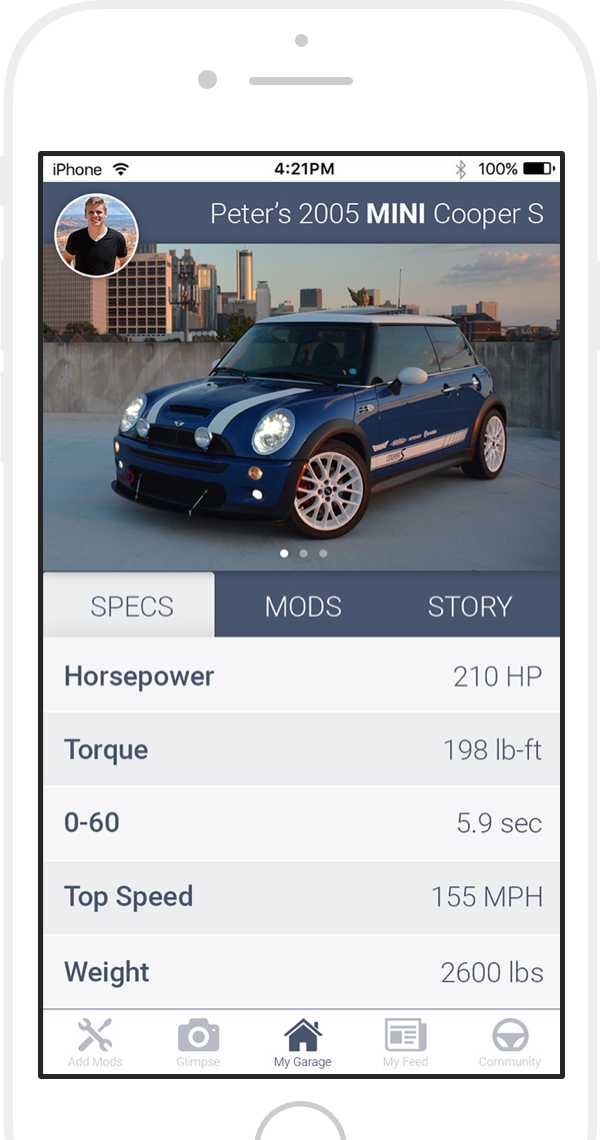 iPhone 4:21PM 100%
Peter's 2005 MINI Cooper S
SPECS MODS STORY
Horsepower 210 HP
Torque 198 lb-ft
0-60 5.9 sec
Top Speed 155 MPH
Weight 2600 lbs
Add Mods Glimpse My Garage My Feed Community